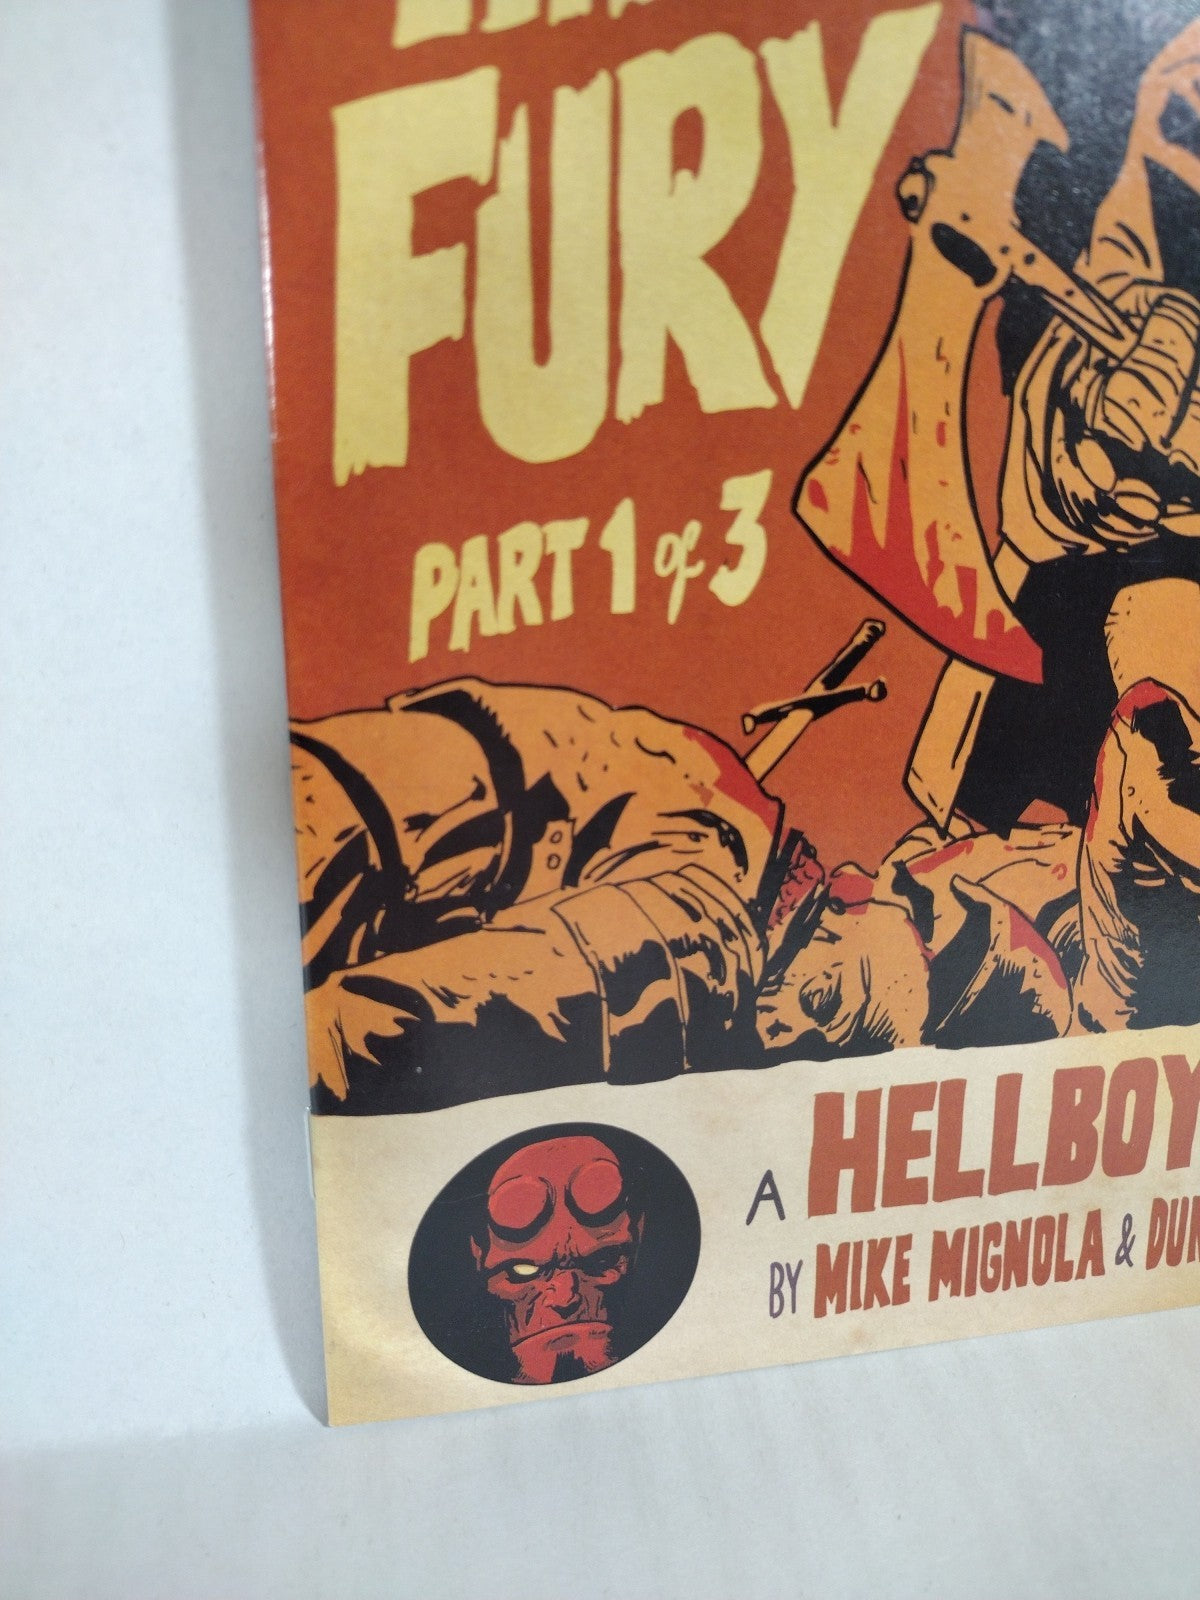 FURY
PART 1 of 3
A HELLBOY
BY MIKE MIGNOLA &